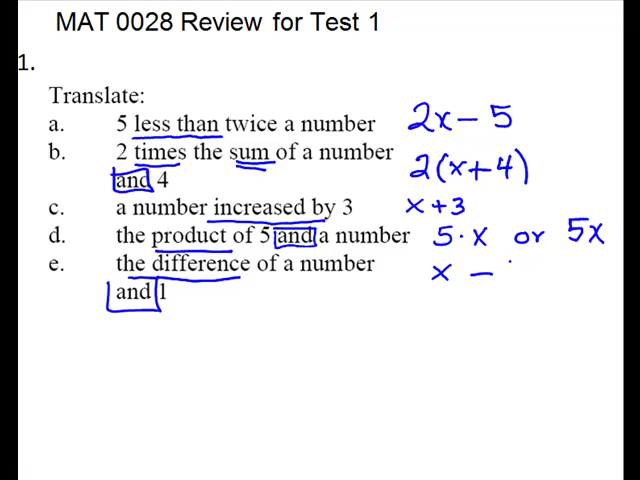 MAT 0028 Review for Test 1
1.
Translate:
a. 5 less than twice a number 2x - 5
b. 2 times the sum of a number 2(x+4)
and 4
c. a number increased by 3 x+3
d. the product of 5 and a number 5·x or 5x
e. the difference of a number x -
and 1